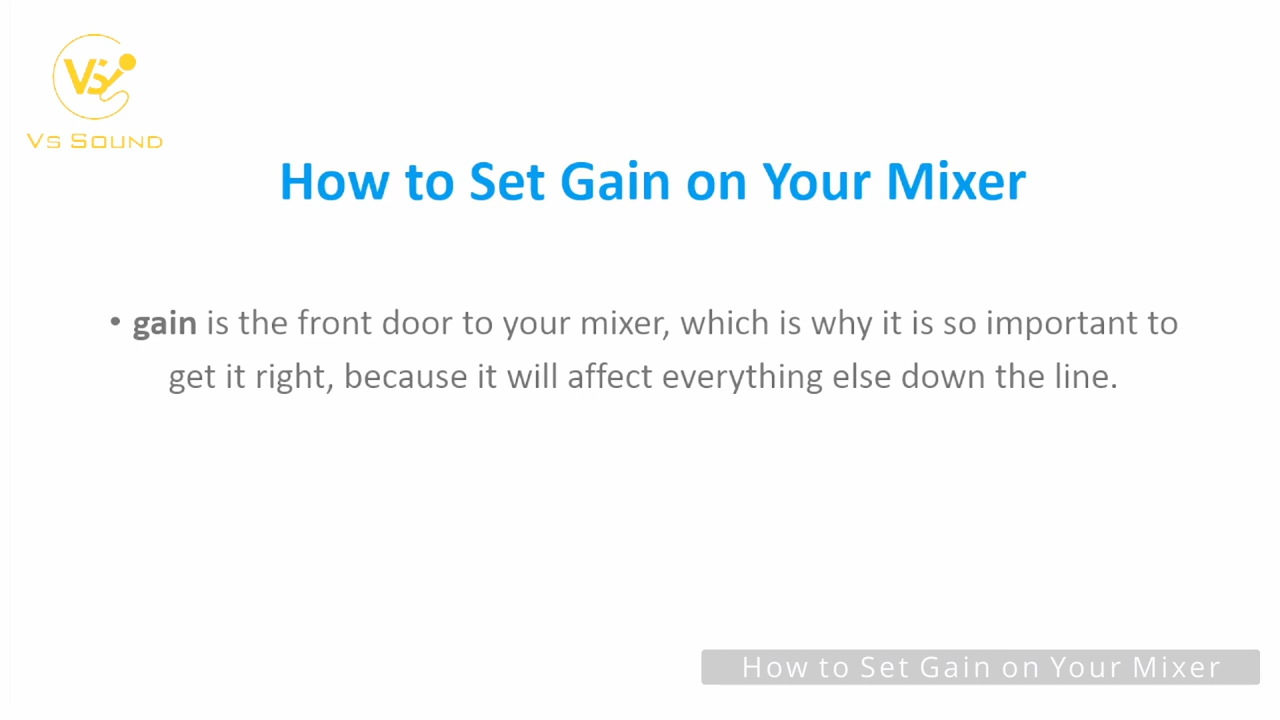 VS
VS SOUND
How to Set Gain on Your Mixer
• gain is the front door to your mixer, which is why it is so important to
get it right, because it will affect everything else down the line.
How to Set Gain on Your Mixer